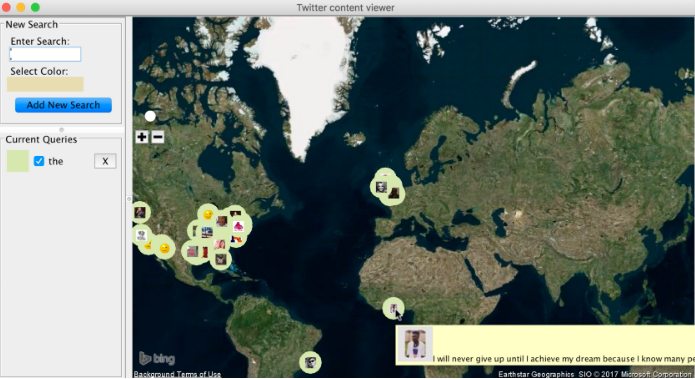 Twitter content viewer
New Search
Enter Search:
Select Color:
Add New Search
Current Queries
the
X
I will never give up until I achieve my dream because I know many pe
bing
Background Terms of Use
Earthstar Geographics SIO © 2017 Microsoft Corporation